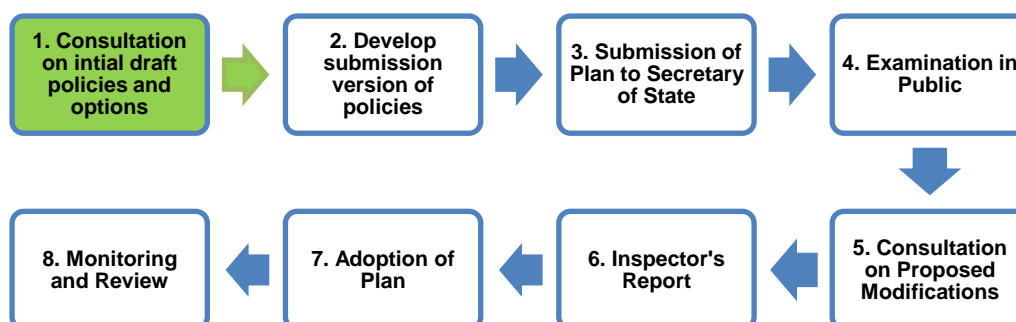 1. Consultation
on intial draft
policies and
options
2. Develop
submission
version of
policies
3. Submission of
Plan to Secretary
of State
4. Examination in
Public
5. Consultation
on Proposed
Modifications
6. Inspector's
Report
7. Adoption of
Plan
8. Monitoring
and Review